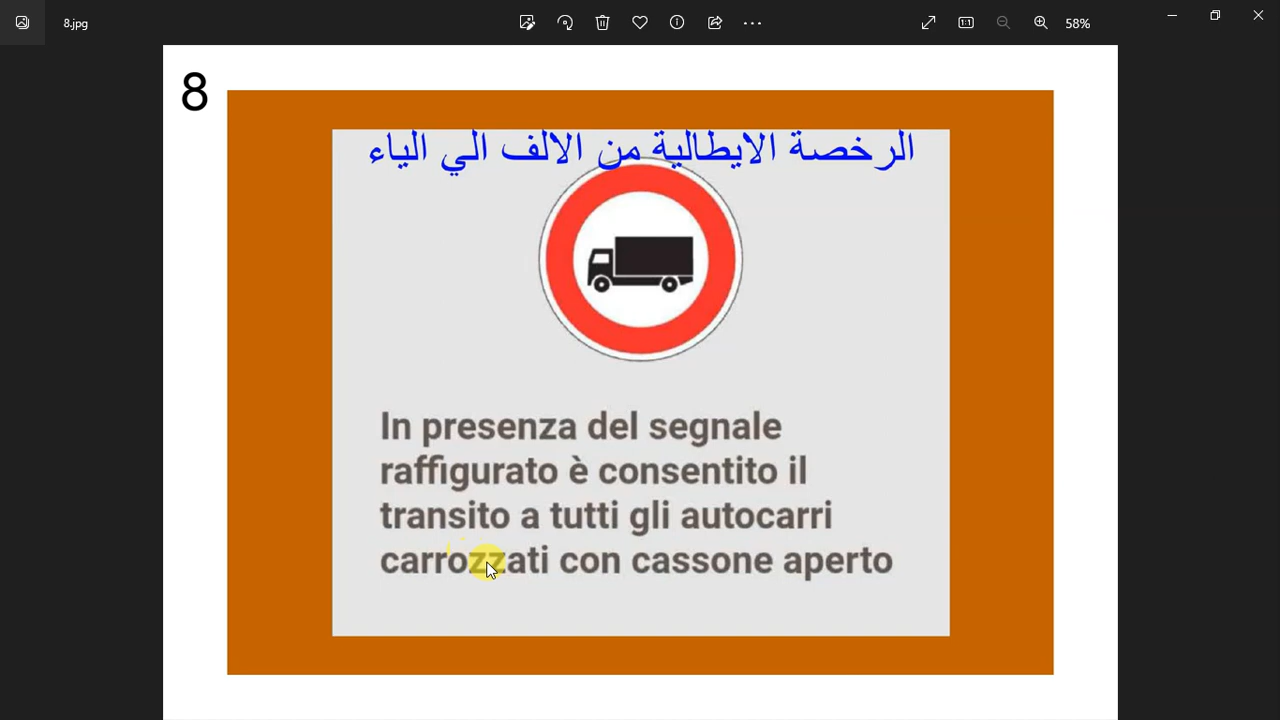 8.jpg
58%
8
الرخصة الايطالية من الالف الي الياء
In presenza del segnale
raffigurato è consentito il
transito a tutti gli autocarri
carrozzati con cassone aperto